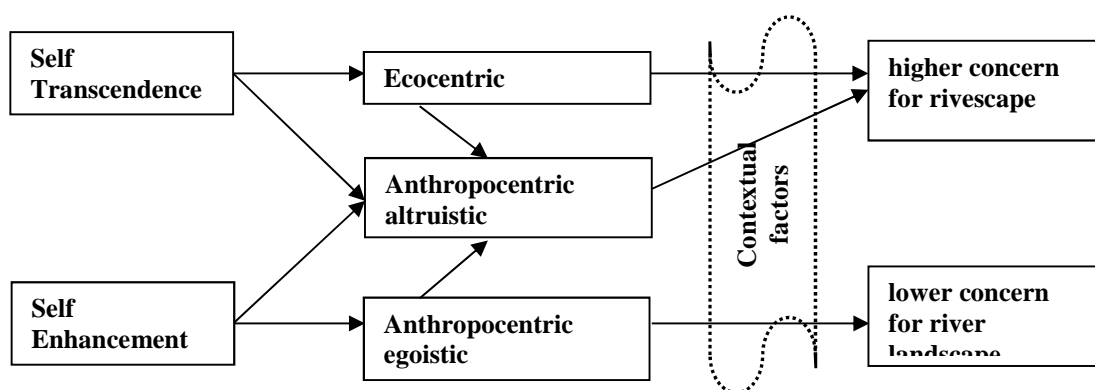 Self
Transcendence
Ecocentric
higher concern
for rivescape
Anthropocentric
altruistic
Contextual
factors
Self
Enhancement
Anthropocentric
egoistic
lower concern
for river
landscape